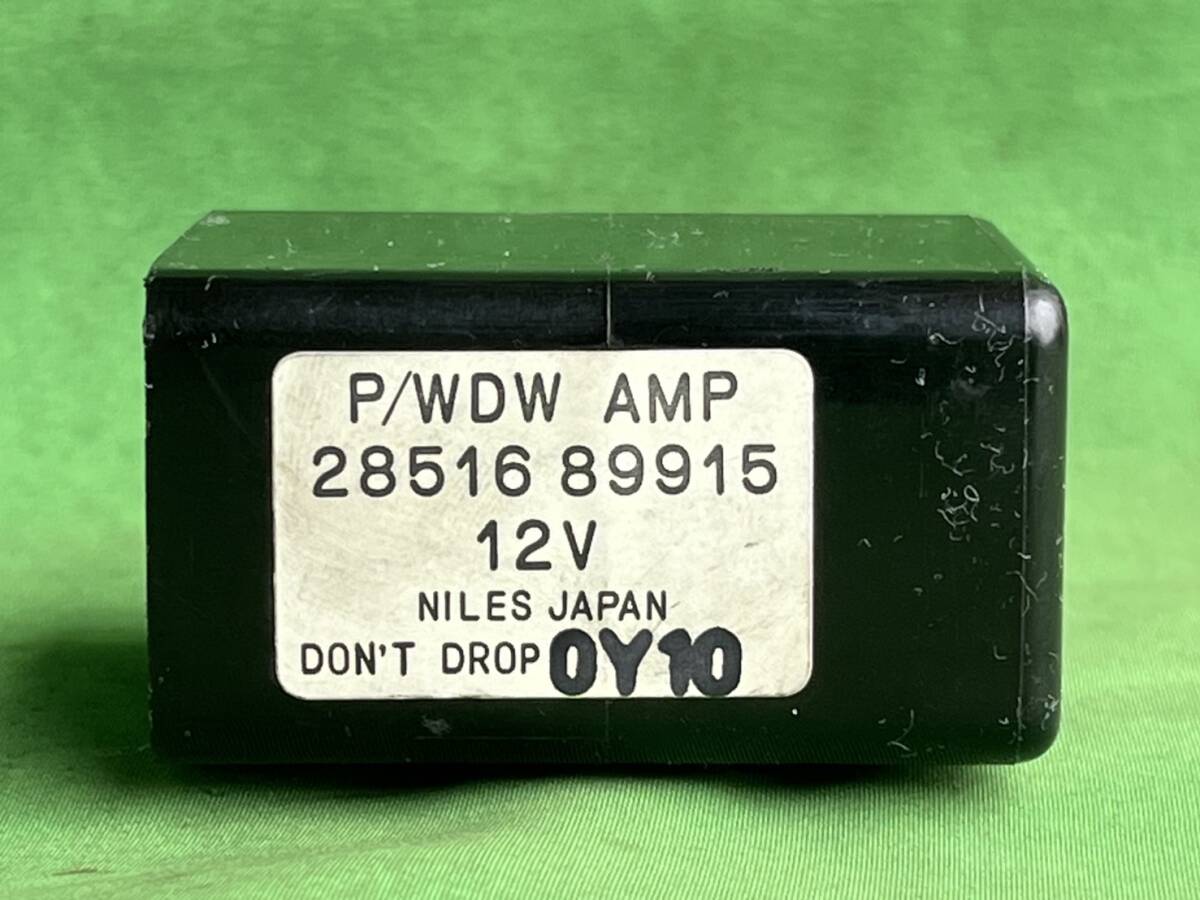 P/WDW AMP
28516 89915
12V
NILES JAPAN
DON'T DROP 0Y10